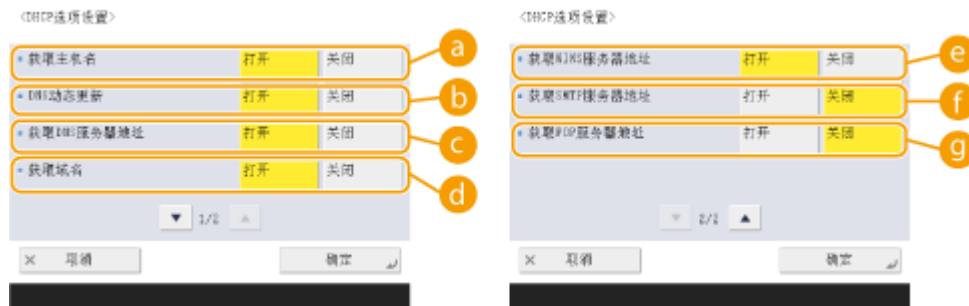 <DHCP选项设置>
获取主机名 打开 关闭 a
DNS动态更新 打开 关闭 b
获取DNS服务器地址 打开 关闭 c
获取域名 打开 关闭 d
1/2
取消 确定
<DHCP选项设置>
获取WINS服务器地址 打开 关闭 e
获取SMTP服务器地址 打开 关闭 f
获取POP服务器地址 打开 关闭 g
2/2
取消 确定